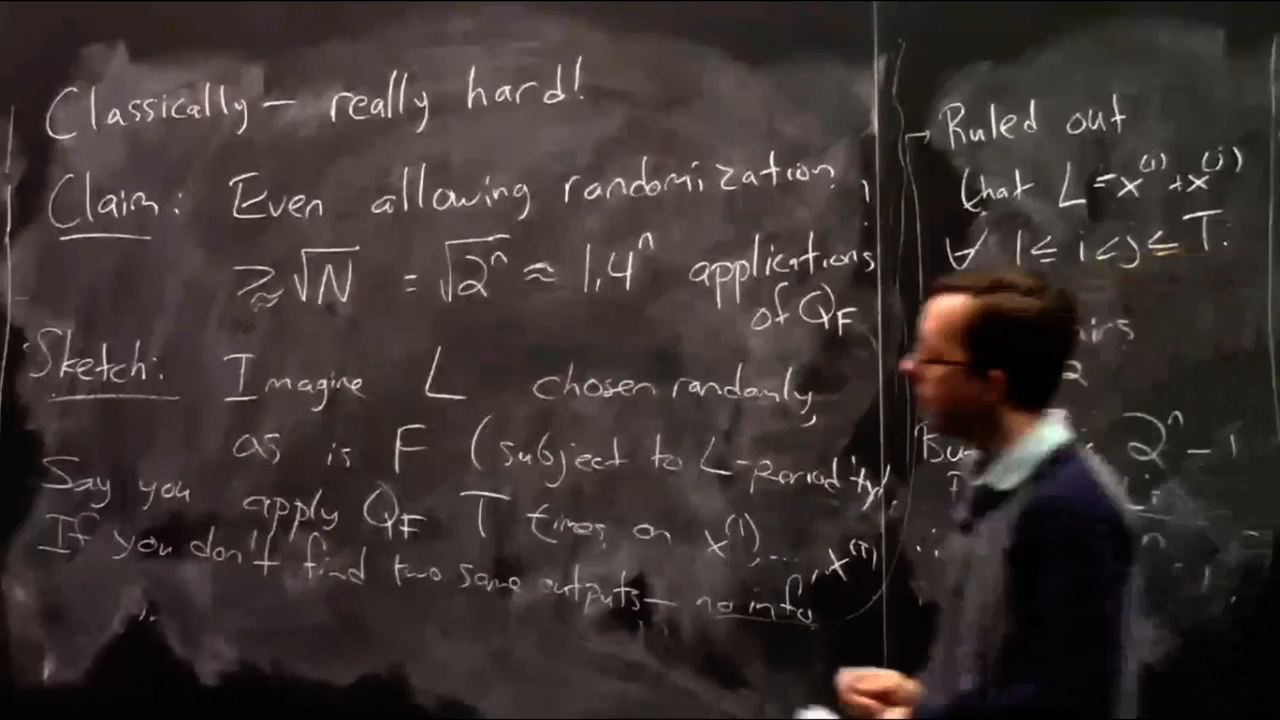 Classically – really hard!
Claim: Even allowing randomization,
⪆ √N = √2ⁿ ≈ 1.4ⁿ applications
of Q_F
Sketch: Imagine L chosen randomly,
as is F (subject to L-periodicity).
Say you apply Q_F T times on x⁽¹⁾, ..., x⁽ᵀ⁾
If you don't find two same outputs – no info
→ Ruled out
that L = x⁽ⁱ⁾ + x⁽ʲ⁾
∀ 1 ≤ i < j ≤ T.
2ⁿ - 1